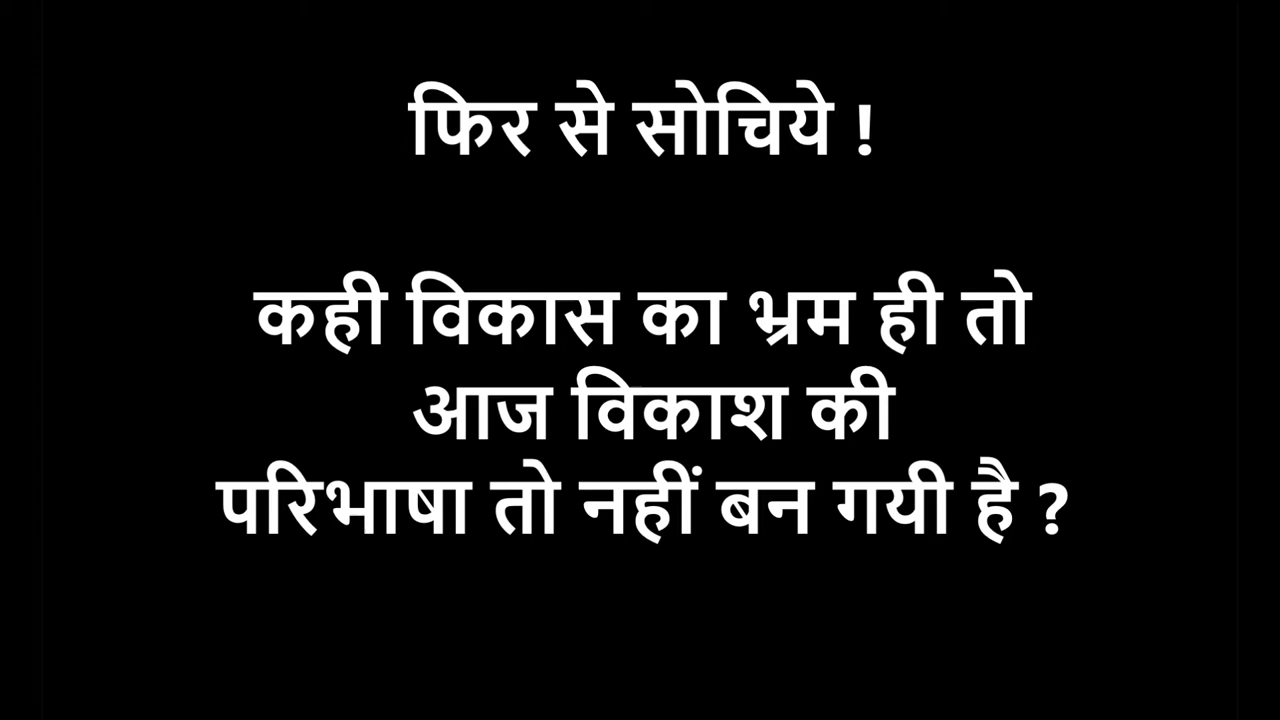 फिर से सोचिये !
कही विकास का भ्रम ही तो
आज विकाश की
परिभाषा तो नहीं बन गयी है ?